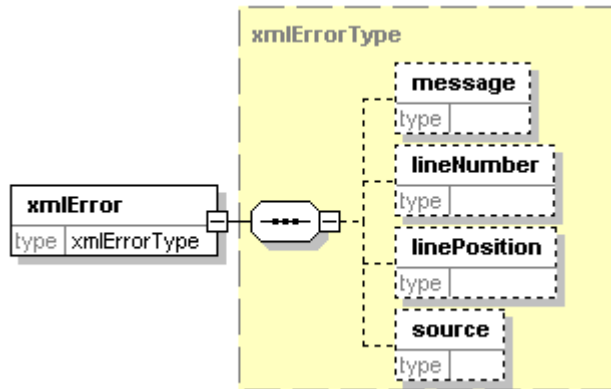 xmlErrorType
message
type
lineNumber
type
xmlError
type xmlErrorType
linePosition
type
source
type